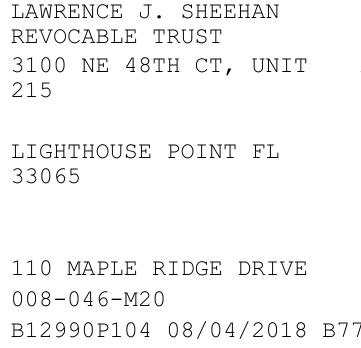 LAWRENCE J. SHEEHAN
REVOCABLE TRUST
3100 NE 48TH CT, UNIT
215
LIGHTHOUSE POINT FL
33065
110 MAPLE RIDGE DRIVE
008-046-M20
B12990P104 08/04/2018 B77